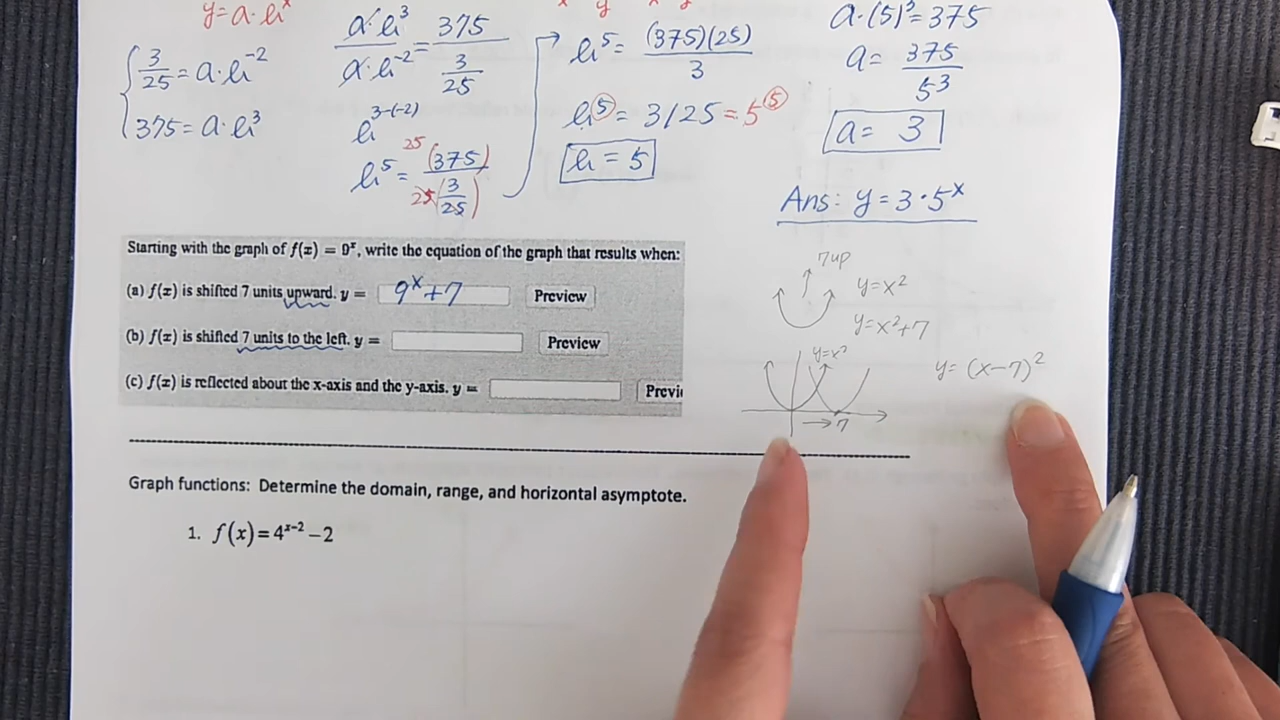 y=a·b^x
{ 3/25 = a·b^-2
375 = a·b^3
a·b^3 / a·b^-2 = 375 / (3/25)
b^3-(-2)
b^5 = 25 (375) / 25 (3/25)
b^5 = (375)(25) / 3
b^5 = 3125 = 5^5
b = 5
a·(5)^3 = 375
a = 375 / 5^3
a = 3
Ans: y = 3·5^x
Starting with the graph of f(x) = 9^x, write the equation of the graph that results when:
(a) f(x) is shifted 7 units upward. y = 9^x+7 Preview
(b) f(x) is shifted 7 units to the left. y = Preview
(c) f(x) is reflected about the x-axis and the y-axis. y = Previ
7up
y=x^2
y=x^2+7
y=x^2
7
y= (x-7)^2
Graph functions: Determine the domain, range, and horizontal asymptote.
1. f(x)=4^x-2 -2